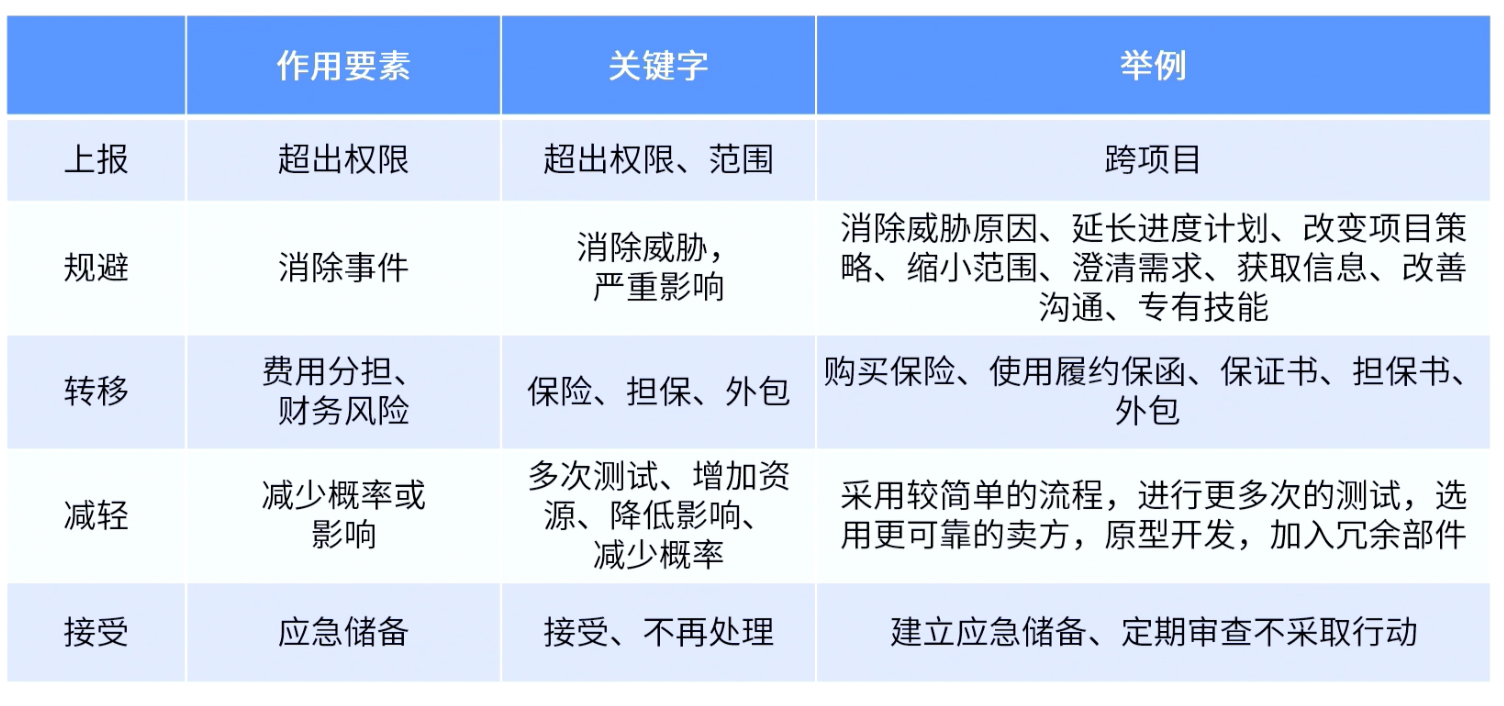 作用要素
关键字
举例
上报
超出权限
超出权限、范围
跨项目
规避
消除事件
消除威胁，
严重影响
消除威胁原因、延长进度计划、改变项目策
略、缩小范围、澄清需求、获取信息、改善
沟通、专有技能
转移
费用分担、
财务风险
保险、担保、外包
购买保险、使用履约保函、保证书、担保书、
外包
减轻
减少概率或
影响
多次测试、增加资
源、降低影响、
减少概率
采用较简单的流程，进行更多次的测试，选
用更可靠的卖方，原型开发，加入冗余部件
接受
应急储备
接受、不再处理
建立应急储备、定期审查不采取行动